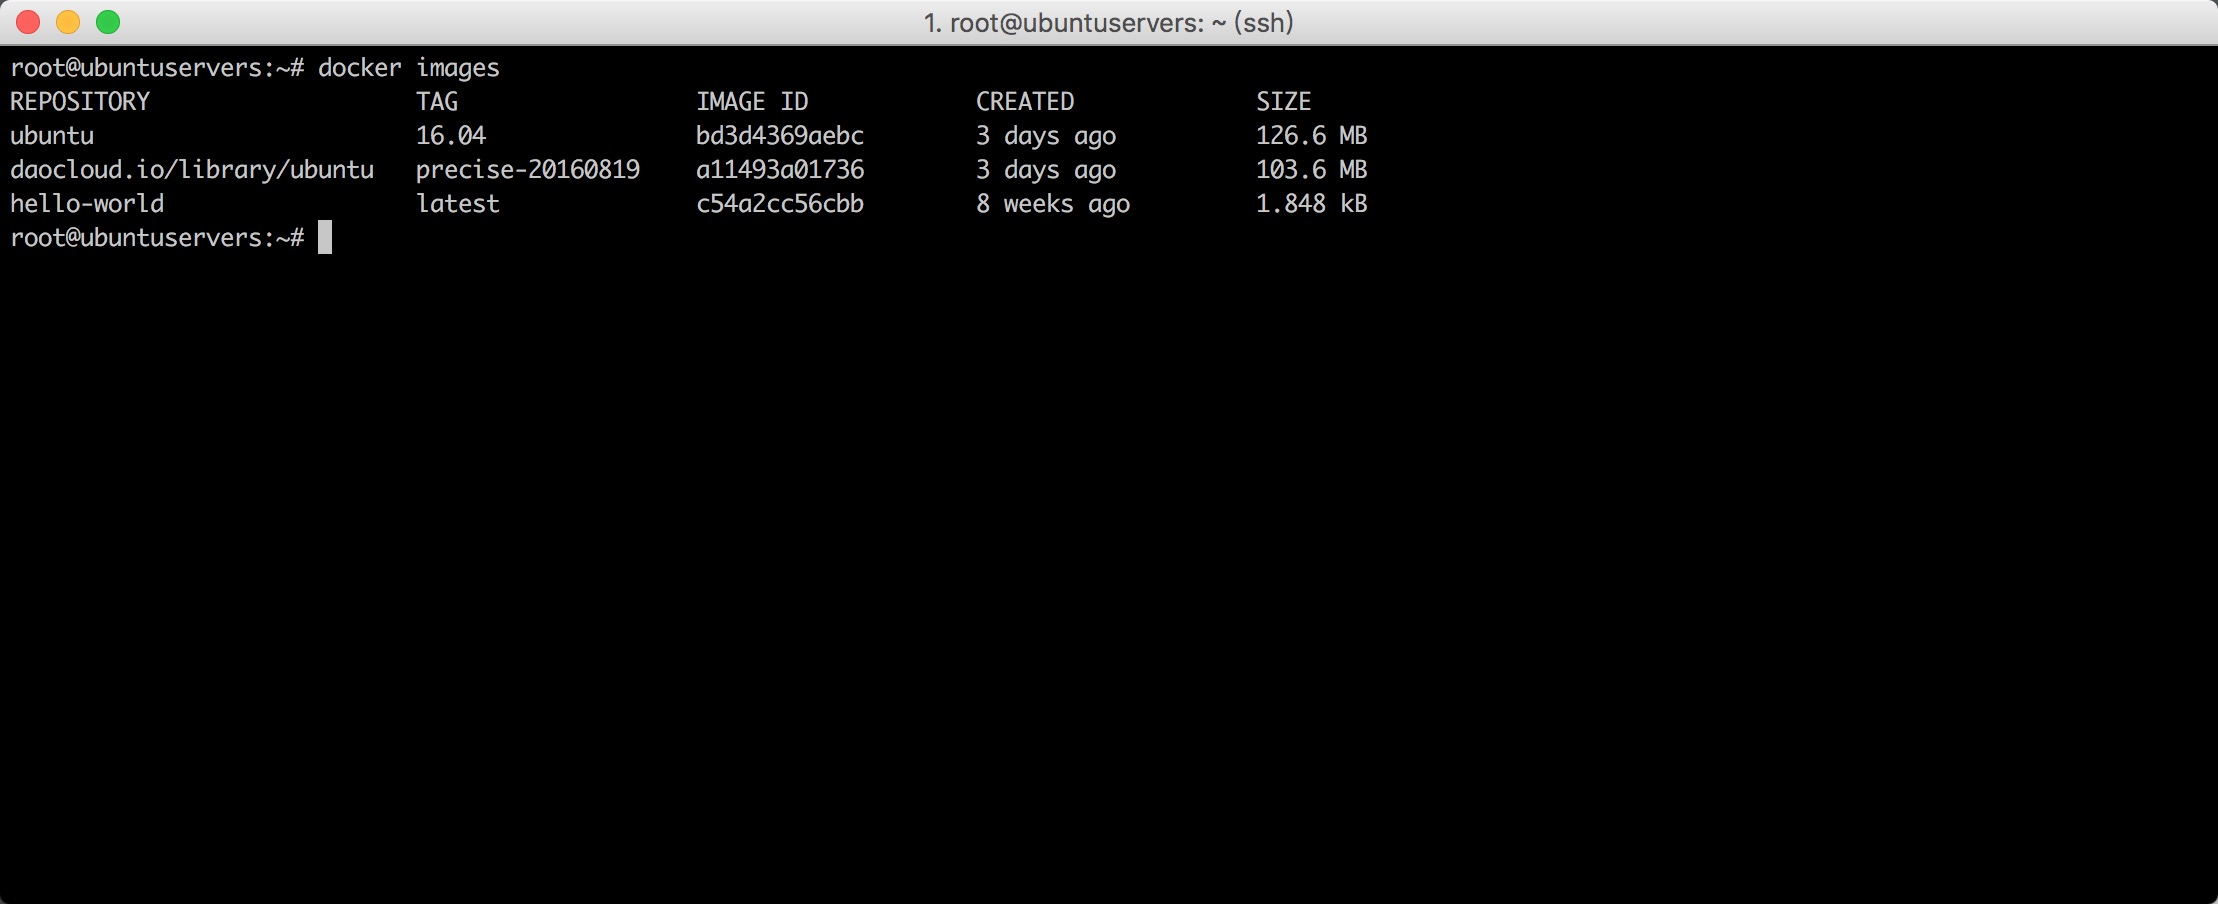 1. root@ubuntuservers: ~ (ssh)
root@ubuntuservers:~# docker images
REPOSITORY TAG IMAGE ID CREATED SIZE
ubuntu 16.04 bd3d4369aebc 3 days ago 126.6 MB
daocloud.io/library/ubuntu precise-20160819 a11493a01736 3 days ago 103.6 MB
hello-world latest c54a2cc56cbb 8 weeks ago 1.848 kB
root@ubuntuservers:~#